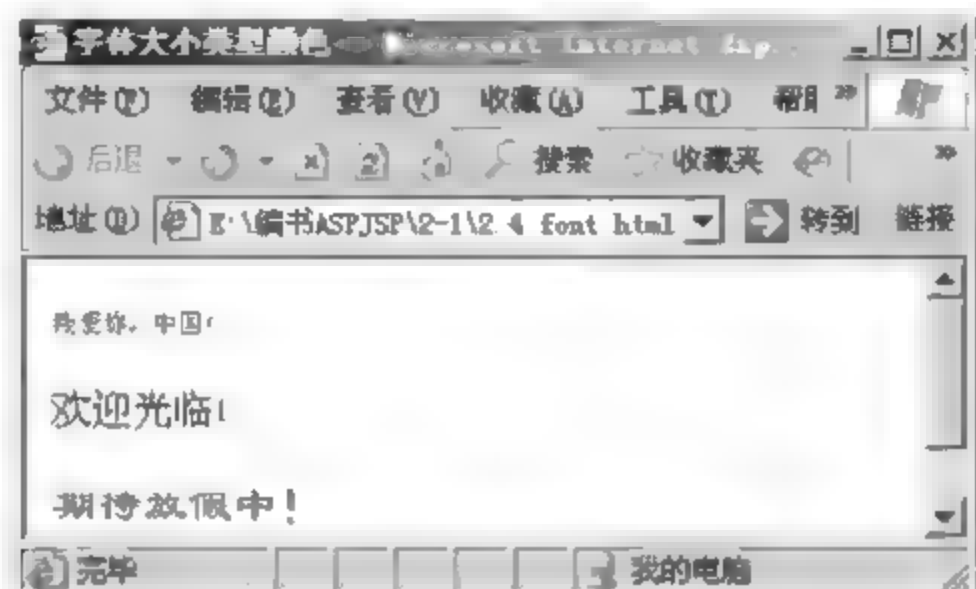 字体大小类型颜色 - Microsoft Internet Exp...
文件(F) 编辑(E) 查看(V) 收藏(A) 工具(T) 帮助 »
后退 搜索 收藏夹 »
地址(D) E:\编书ASPJSP\2-1\2.4 font html 转到 链接
我爱你,中国!
欢迎光临!
期待放假中!
完毕 我的电脑